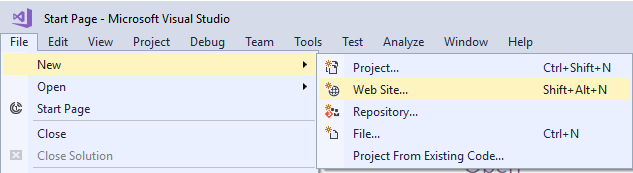 Start Page - Microsoft Visual Studio
File Edit View Project Debug Team Tools Test Analyze Window Help
New
Project... Ctrl+Shift+N
Open
Web Site... Shift+Alt+N
Start Page
Repository...
Close
File... Ctrl+N
Close Solution
Project From Existing Code...
Open